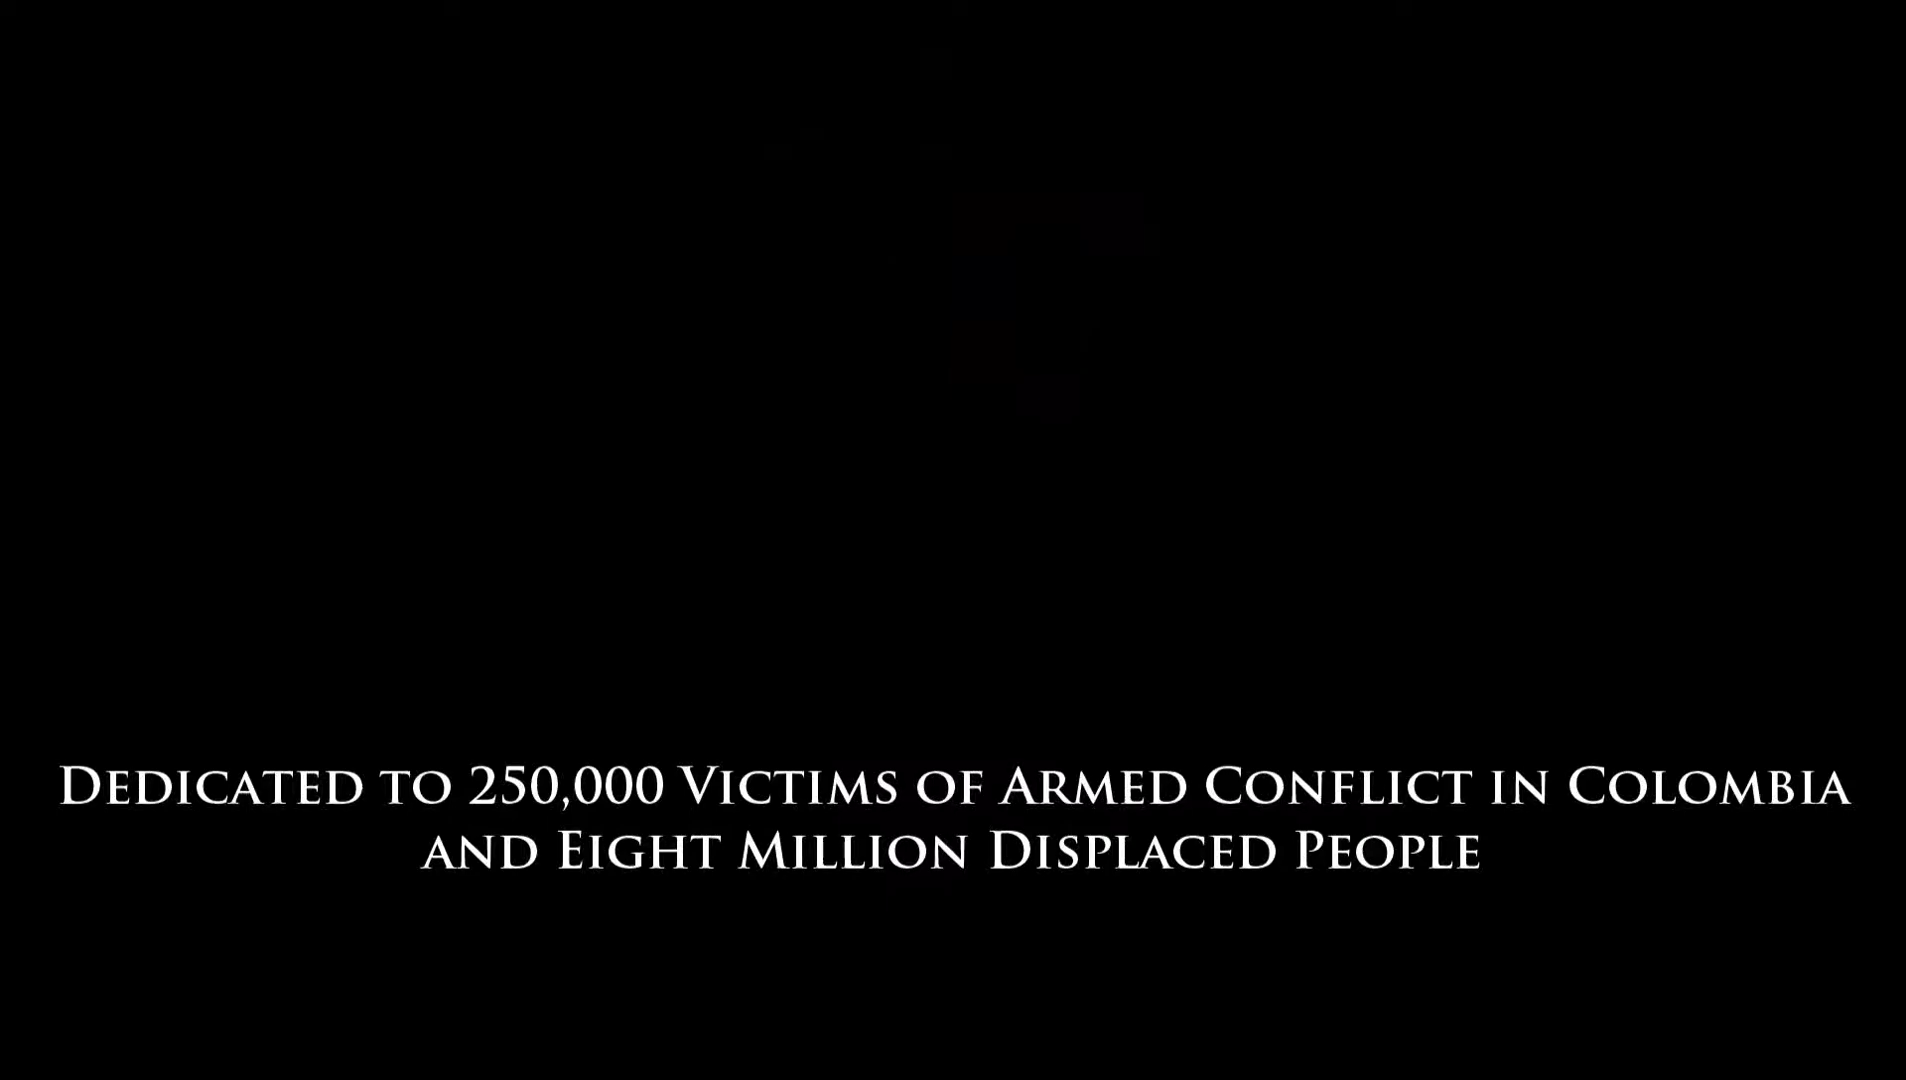 Dedicated to 250,000 Victims of Armed Conflict in Colombia
and Eight Million Displaced People